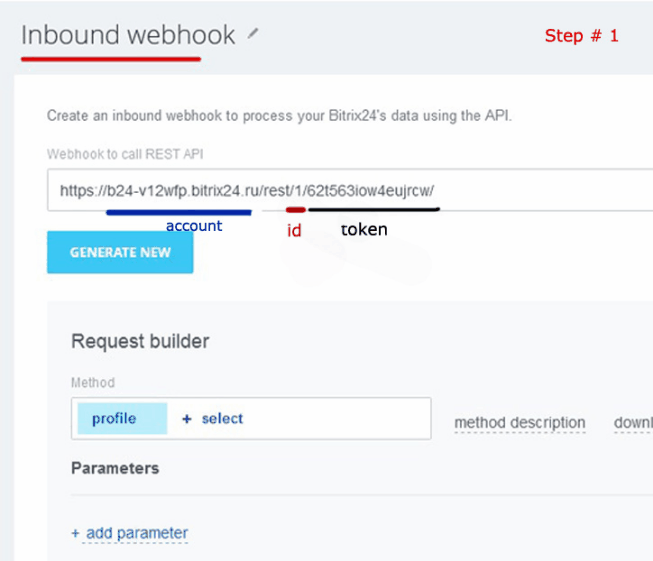 Inbound webhook
Step # 1
Create an inbound webhook to process your Bitrix24's data using the API.
Webhook to call REST API
https://b24-v12wfp.bitrix24.ru/rest/1/62t563iow4eujrcw/
account id token
GENERATE NEW
Request builder
Method
profile + select method description downl
Parameters
+ add parameter